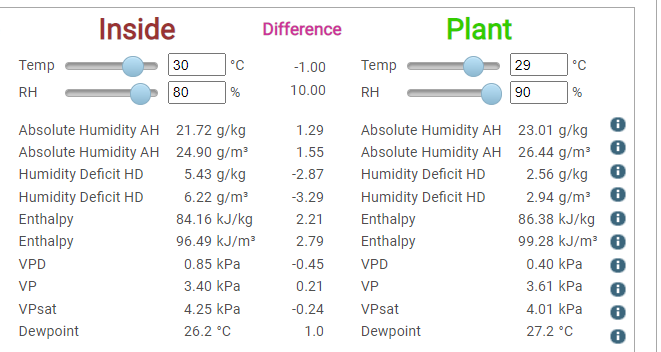 Inside Difference Plant
Temp 30 °C -1.00 Temp 29 °C
RH 80 % 10.00 RH 90 %
Absolute Humidity AH 21.72 g/kg 1.29 Absolute Humidity AH 23.01 g/kg
Absolute Humidity AH 24.90 g/m³ 1.55 Absolute Humidity AH 26.44 g/m³
Humidity Deficit HD 5.43 g/kg -2.87 Humidity Deficit HD 2.56 g/kg
Humidity Deficit HD 6.22 g/m³ -3.29 Humidity Deficit HD 2.94 g/m³
Enthalpy 84.16 kJ/kg 2.21 Enthalpy 86.38 kJ/kg
Enthalpy 96.49 kJ/m³ 2.79 Enthalpy 99.28 kJ/m³
VPD 0.85 kPa -0.45 VPD 0.40 kPa
VP 3.40 kPa 0.21 VP 3.61 kPa
VPsat 4.25 kPa -0.24 VPsat 4.01 kPa
Dewpoint 26.2 °C 1.0 Dewpoint 27.2 °C